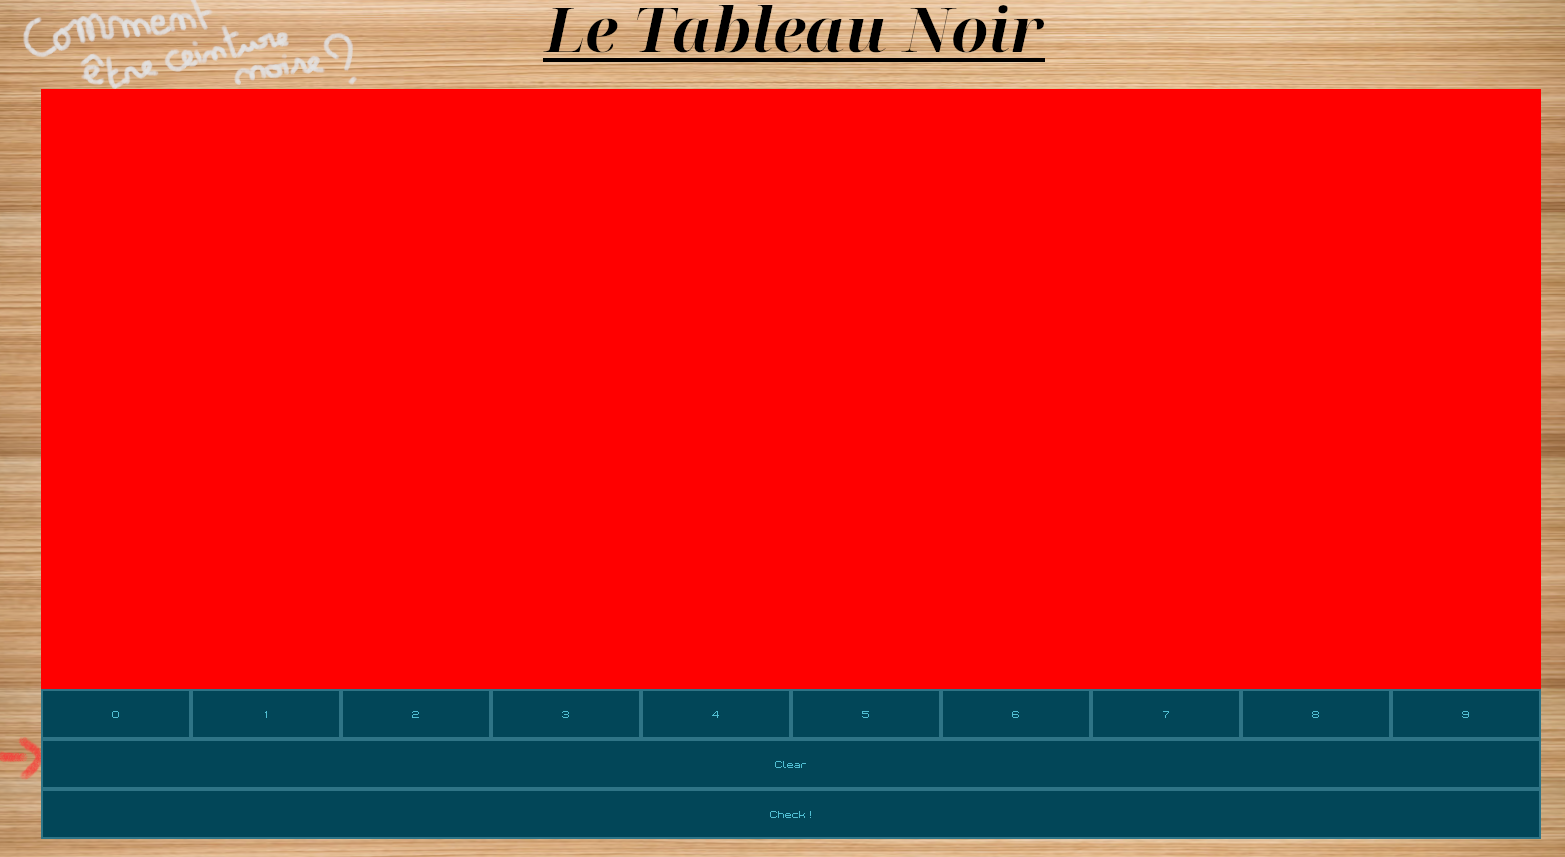 Comment
être ceinture
noire ?
Le Tableau Noir
0 1 2 3 4 5 6 7 8 9
Clear
Check !